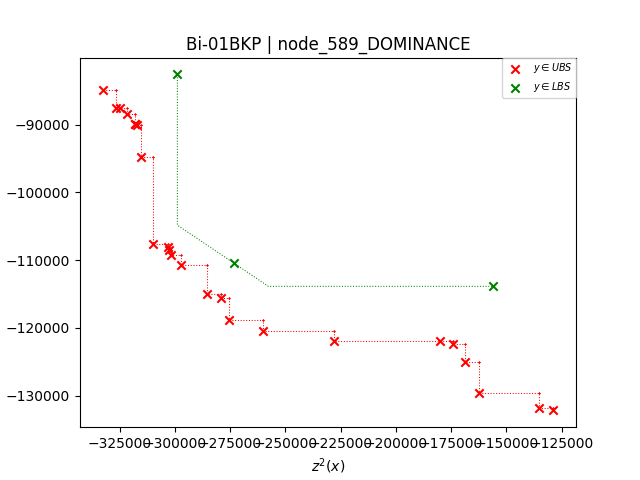 Bi-01BKP | node_589_DOMINANCE
y ∈ UBS
y ∈ LBS
−90000
−100000
−110000
−120000
−130000
−325000 −300000 −275000 −250000 −225000 −200000 −175000 −150000 −125000
z²(x)